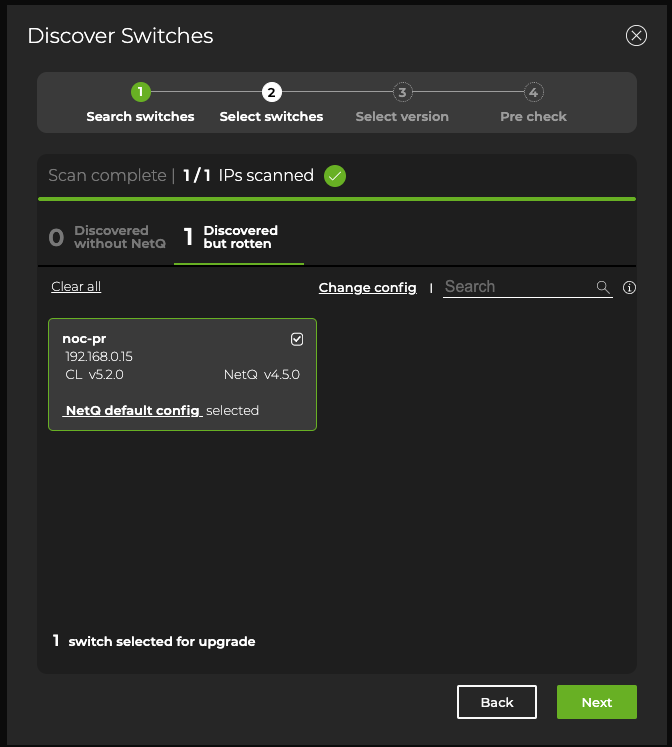 Discover Switches
1 2 3 4
Search switches Select switches Select version Pre check
Scan complete | 1 / 1 IPs scanned
0 Discovered without NetQ
1 Discovered but rotten
Clear all Change config | Search
noc-pr
192.168.0.15
CL v5.2.0 NetQ v4.5.0
NetQ default config selected
1 switch selected for upgrade
Back Next